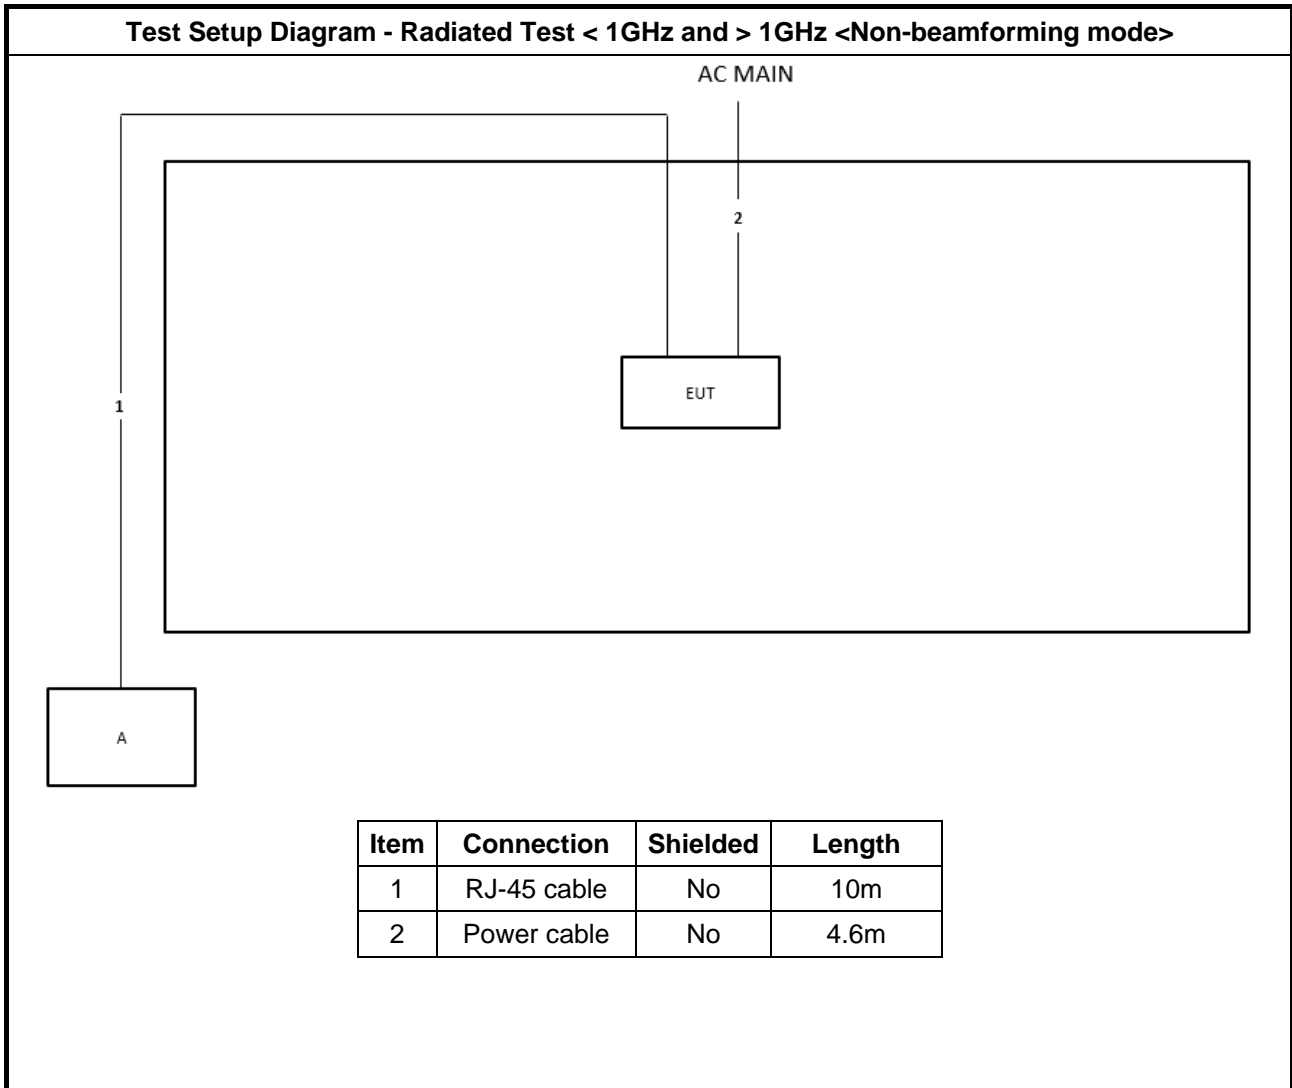 Test Setup Diagram - Radiated Test < 1GHz and > 1GHz <Non-beamforming mode>
AC MAIN
2
EUT
1
A
Item Connection Shielded Length
1 RJ-45 cable No 10m
2 Power cable No 4.6m